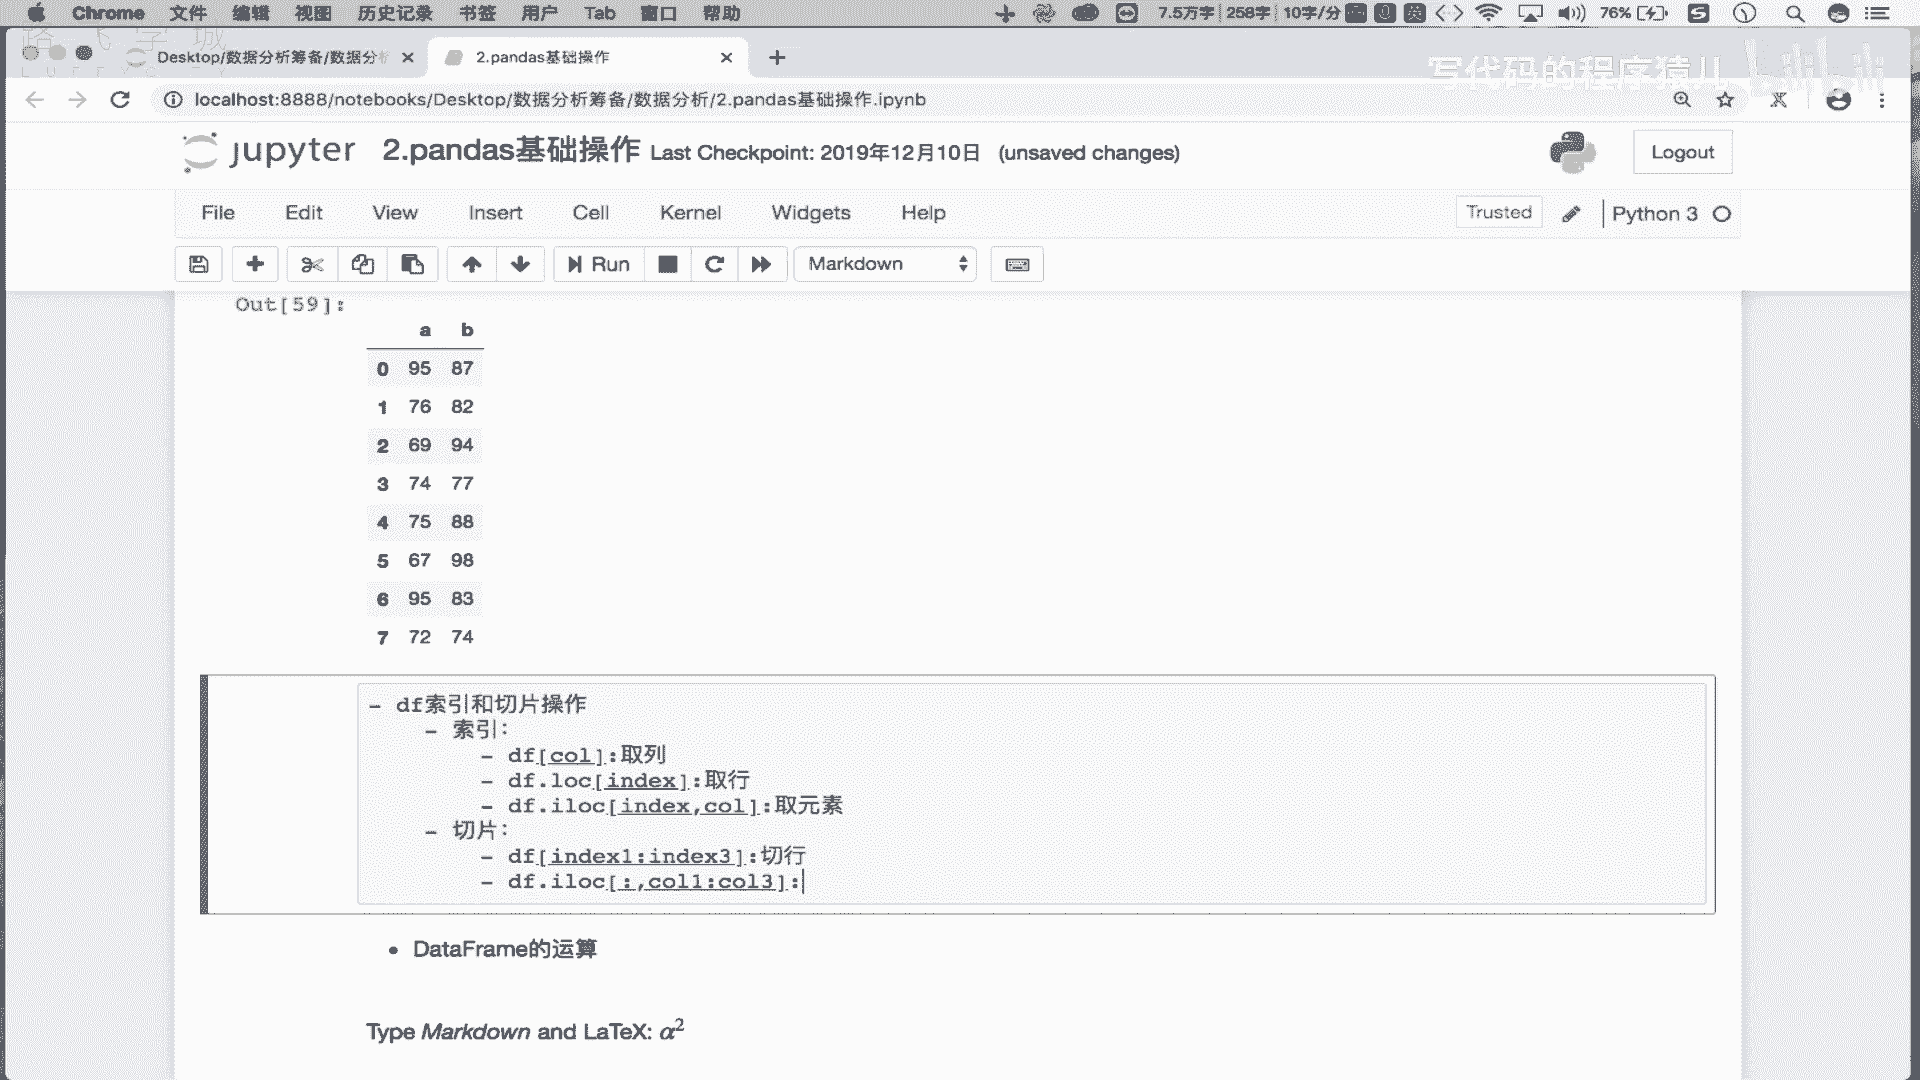 Chrome 文件 编辑 视图 历史记录 书签 用户 Tab 窗口 帮助 7.5万字 258字 10字/分 英 76%
Desktop/数据分析筹备/数据分析
2.pandas基础操作
写代码的程序猿儿 bilibili
localhost:8888/notebooks/Desktop/数据分析筹备/数据分析/2.pandas基础操作.ipynb
jupyter 2.pandas基础操作 Last Checkpoint: 2019年12月10日 (unsaved changes)
Logout
File Edit View Insert Cell Kernel Widgets Help
Trusted Python 3
Run Markdown
Out[59]:
a b
0 95 87
1 76 82
2 69 94
3 74 77
4 75 88
5 67 98
6 95 83
7 72 74
- df索引和切片操作
- 索引:
- df[col]:取列
- df.loc[index]:取行
- df.iloc[index,col]:取元素
- 切片:
- df[index1:index3]:切行
- df.iloc[:,col1:col3]:
• DataFrame的运算
Type Markdown and LaTeX: α²